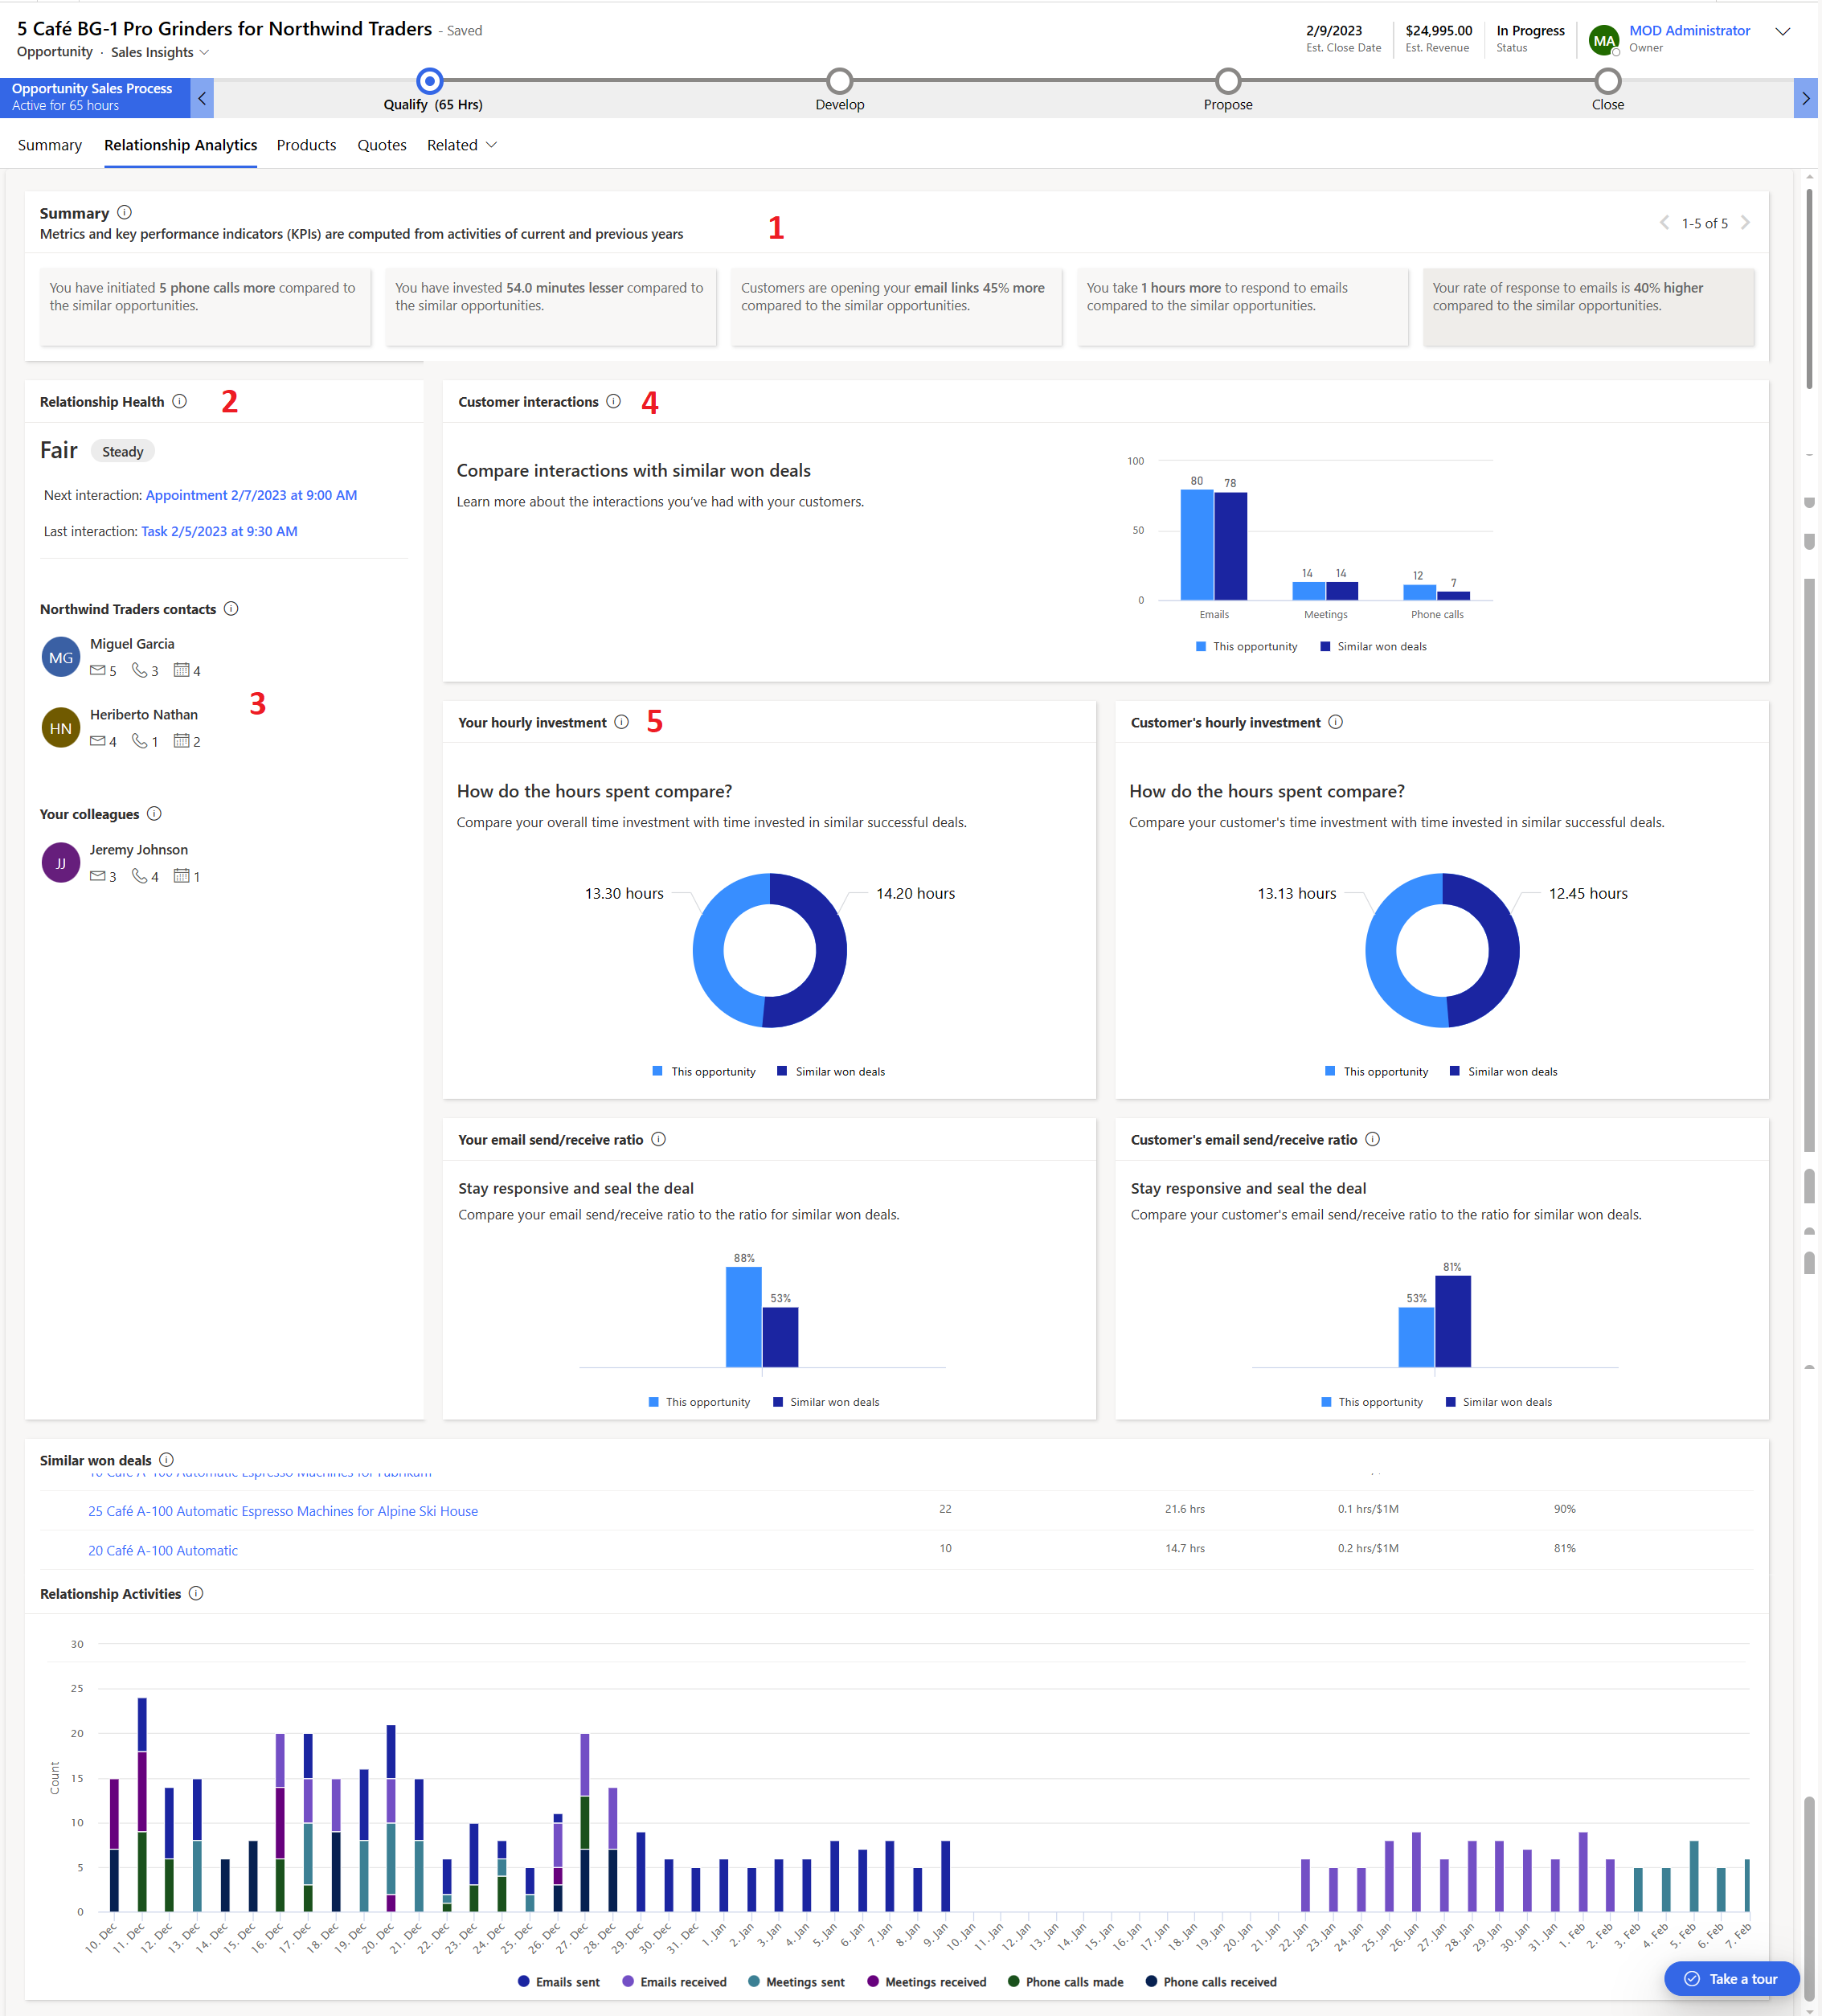 5 Café BG-1 Pro Grinders for Northwind Traders - Saved
Opportunity · Sales Insights
2/9/2023
Est. Close Date
$24,995.00
Est. Revenue
In Progress
Status
MA
MOD Administrator
Owner
Opportunity Sales Process
Active for 65 hours
Qualify (65 Hrs)
Develop
Propose
Close
Summary
Relationship Analytics
Products
Quotes
Related
Summary
Metrics and key performance indicators (KPIs) are computed from activities of current and previous years
1
1-5 of 5
You have initiated 5 phone calls more compared to
the similar opportunities.
You have invested 54.0 minutes lesser compared to
the similar opportunities.
Customers are opening your email links 45% more
compared to the similar opportunities.
You take 1 hours more to respond to emails
compared to the similar opportunities.
Your rate of response to emails is 40% higher
compared to the similar opportunities.
Relationship Health
2
Fair Steady
Next interaction: Appointment 2/7/2023 at 9:00 AM
Last interaction: Task 2/5/2023 at 9:30 AM
Northwind Traders contacts
MG
Miguel Garcia
5 3 4
3
HN
Heriberto Nathan
4 1 2
Your colleagues
JJ
Jeremy Johnson
3 4 1
Customer interactions
4
Compare interactions with similar won deals
Learn more about the interactions you’ve had with your customers.
100
50
0
80
78
14
14
12
7
Emails
Meetings
Phone calls
This opportunity
Similar won deals
Your hourly investment
5
How do the hours spent compare?
Compare your overall time investment with time invested in similar successful deals.
13.30 hours
14.20 hours
This opportunity
Similar won deals
Customer's hourly investment
How do the hours spent compare?
Compare your customer's time investment with time invested in similar successful deals.
13.13 hours
12.45 hours
This opportunity
Similar won deals
Your email send/receive ratio
Stay responsive and seal the deal
Compare your email send/receive ratio to the ratio for similar won deals.
88%
53%
This opportunity
Similar won deals
Customer's email send/receive ratio
Stay responsive and seal the deal
Compare your customer's email send/receive ratio to the ratio for similar won deals.
53%
81%
This opportunity
Similar won deals
Similar won deals
25 Café A-100 Automatic Espresso Machines for Alpine Ski House 22 21.6 hrs 0.1 hrs/$1M 90%
20 Café A-100 Automatic 10 14.7 hrs 0.2 hrs/$1M 81%
Relationship Activities
Count
30
25
20
15
10
5
0
10. Dec
11. Dec
12. Dec
13. Dec
14. Dec
15. Dec
16. Dec
17. Dec
18. Dec
19. Dec
20. Dec
21. Dec
22. Dec
23. Dec
24. Dec
25. Dec
26. Dec
27. Dec
28. Dec
29. Dec
30. Dec
31. Dec
1. Jan
2. Jan
3. Jan
4. Jan
5. Jan
6. Jan
7. Jan
8. Jan
9. Jan
10. Jan
11. Jan
12. Jan
13. Jan
14. Jan
15. Jan
16. Jan
17. Jan
18. Jan
19. Jan
20. Jan
21. Jan
22. Jan
23. Jan
24. Jan
25. Jan
26. Jan
27. Jan
28. Jan
29. Jan
30. Jan
31. Jan
1. Feb
2. Feb
3. Feb
4. Feb
5. Feb
6. Feb
7. Feb
Emails sent
Emails received
Meetings sent
Meetings received
Phone calls made
Phone calls received
Take a tour